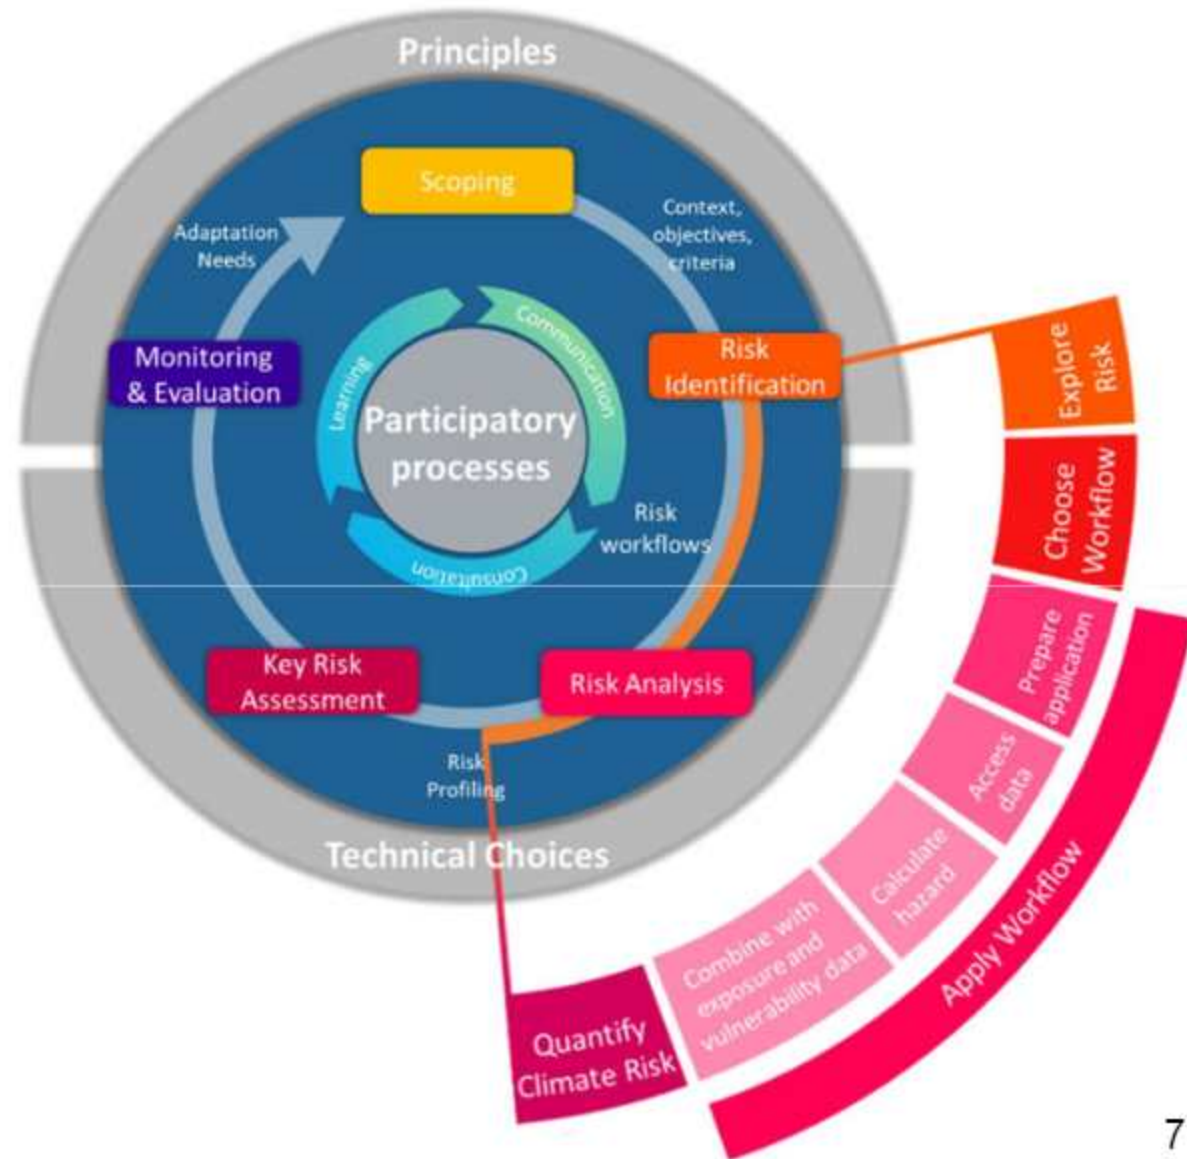 Principles
Scoping
Context,
objectives,
criteria
Adaptation
Needs
Communication
Monitoring
& Evaluation
Risk
Identification
Learning
Participatory
processes
Risk
workflows
Consultation
Key Risk
Assessment
Risk Analysis
Risk
Profiling
Technical Choices
Explore
Risk
Choose
Workflow
Prepare
application
Access
data
Calculate
hazard
Combine with
exposure and
vulnerability data
Apply Workflow
Quantify
Climate Risk
7